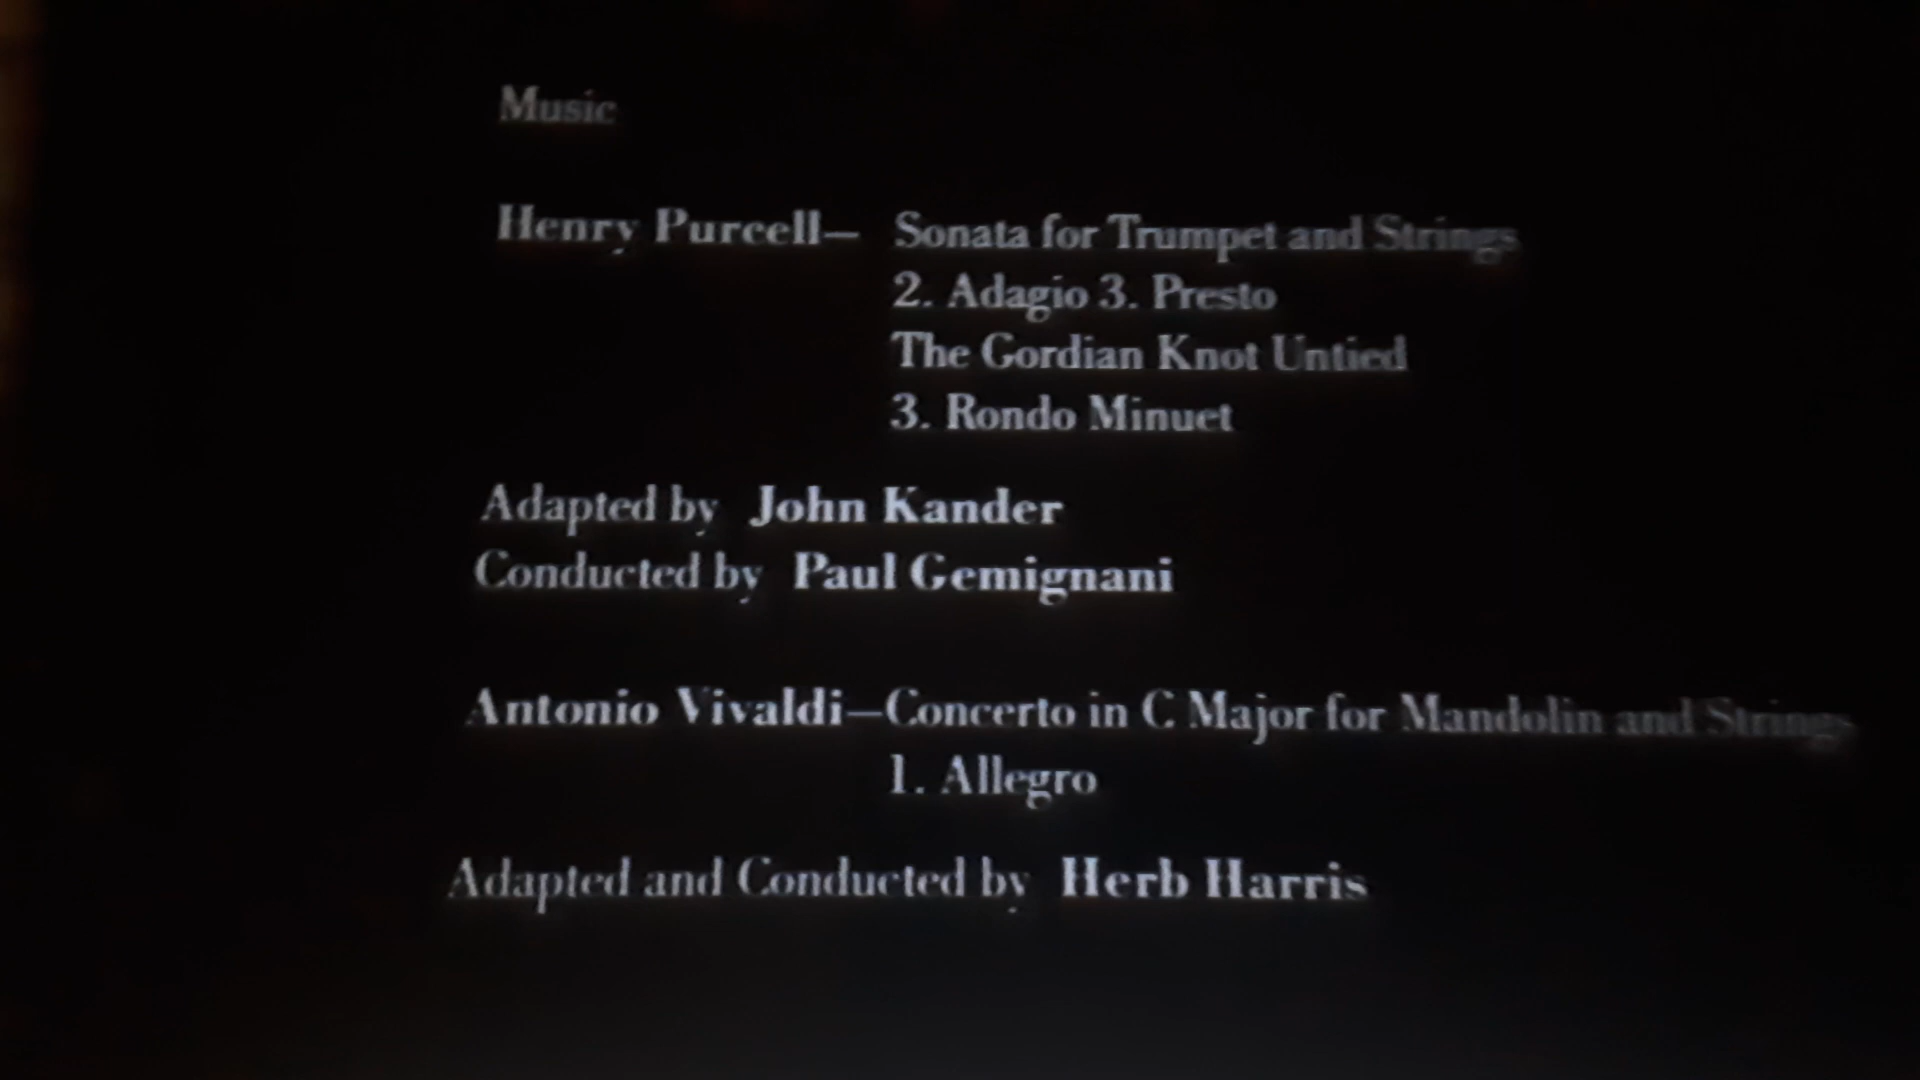 Music
Henry Purcell— Sonata for Trumpet and Strings
2. Adagio 3. Presto
The Gordian Knot Untied
3. Rondo Minuet
Adapted by John Kander
Conducted by Paul Gemignani
Antonio Vivaldi—Concerto in C Major for Mandolin and Strings
1. Allegro
Adapted and Conducted by Herb Harris